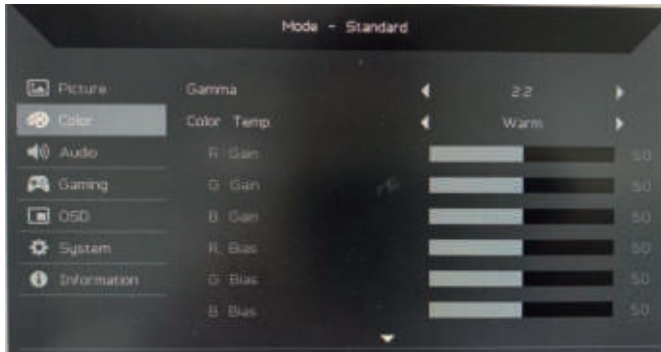 Mode - Standard
Picture
Gamma 2.2
Color
Color Temp. Warm
Audio
R Gain 50
Gaming
G Gain 50
OSD
B Gain 50
System
R Bias 50
Information
G Bias 50
B Bias 50